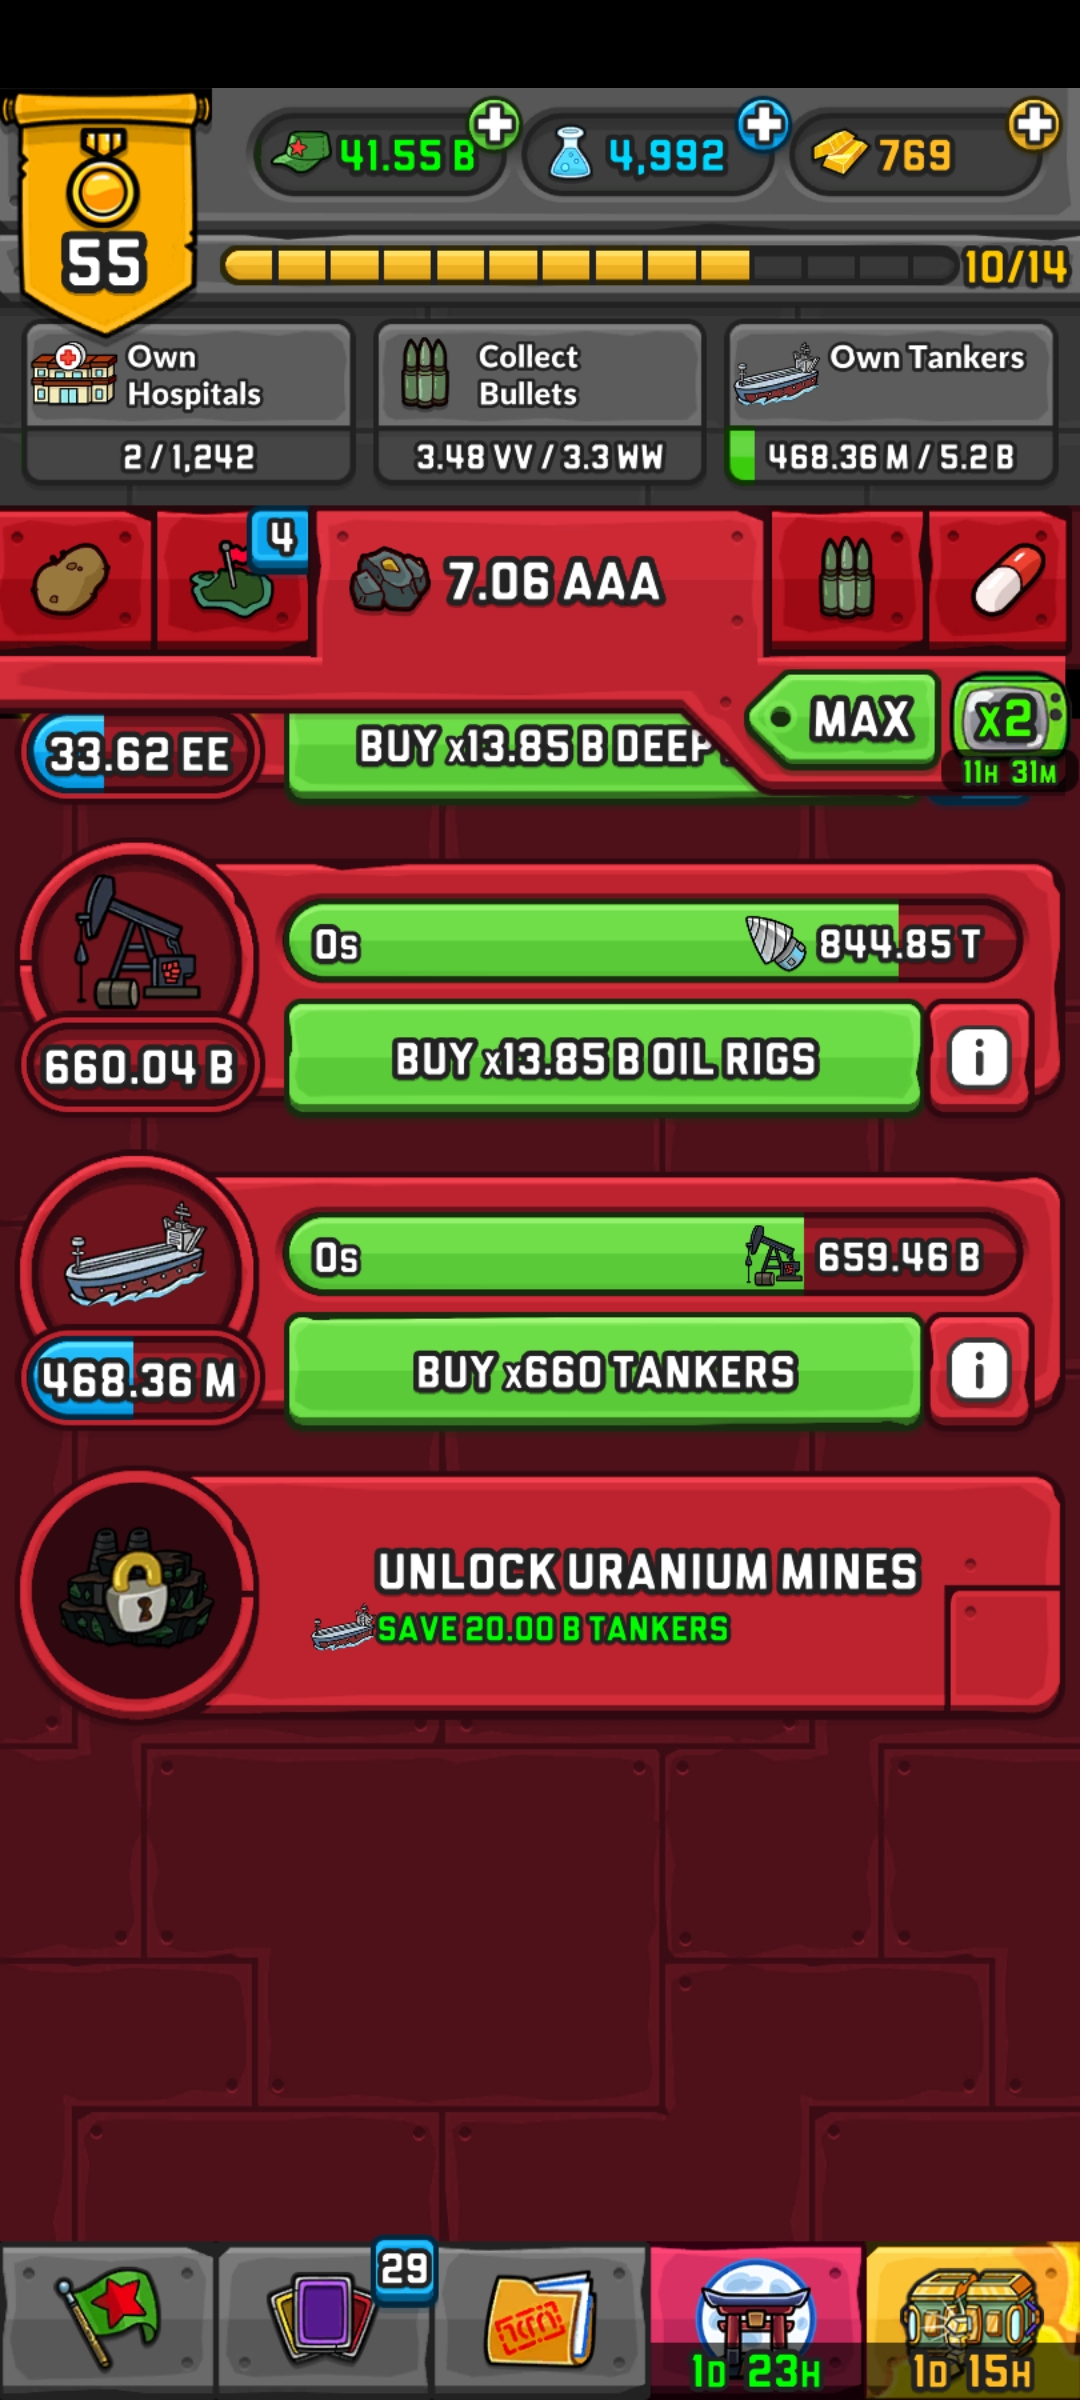 41.55 B
4,992
769
55
10/14
Own
Hospitals
2 / 1,242
Collect
Bullets
3.48 VV / 3.3 WW
Own Tankers
468.36 M / 5.2 B
4
7.06 AAA
MAX
x2
11H 31M
33.62 EE
BUY x13.85 B DEEP
0s
844.85 T
660.04 B
BUY x13.85 B OIL RIGS
i
0s
659.46 B
468.36 M
BUY x660 TANKERS
i
UNLOCK URANIUM MINES
SAVE 20.00 B TANKERS
29
1D 23H
1D 15H